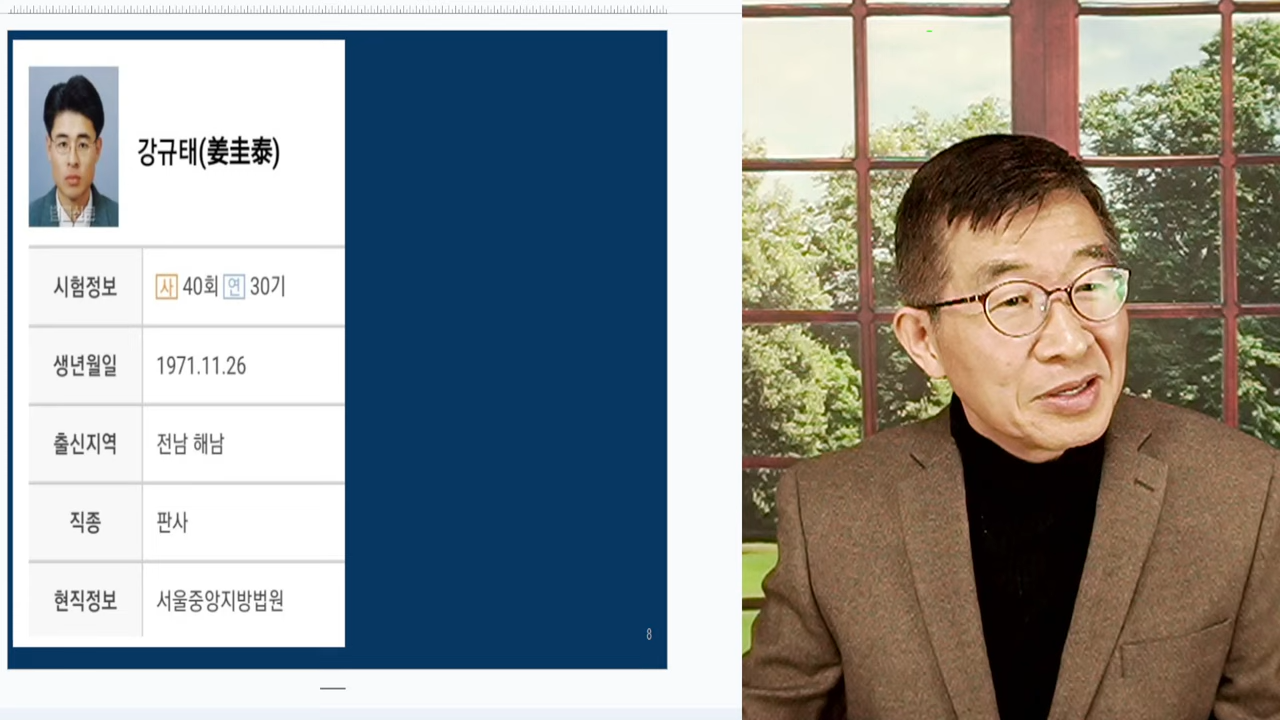 강규태(姜圭泰)
시험정보 사 40회 연 30기
생년월일 1971.11.26
출신지역 전남 해남
직종 판사
현직정보 서울중앙지방법원
8